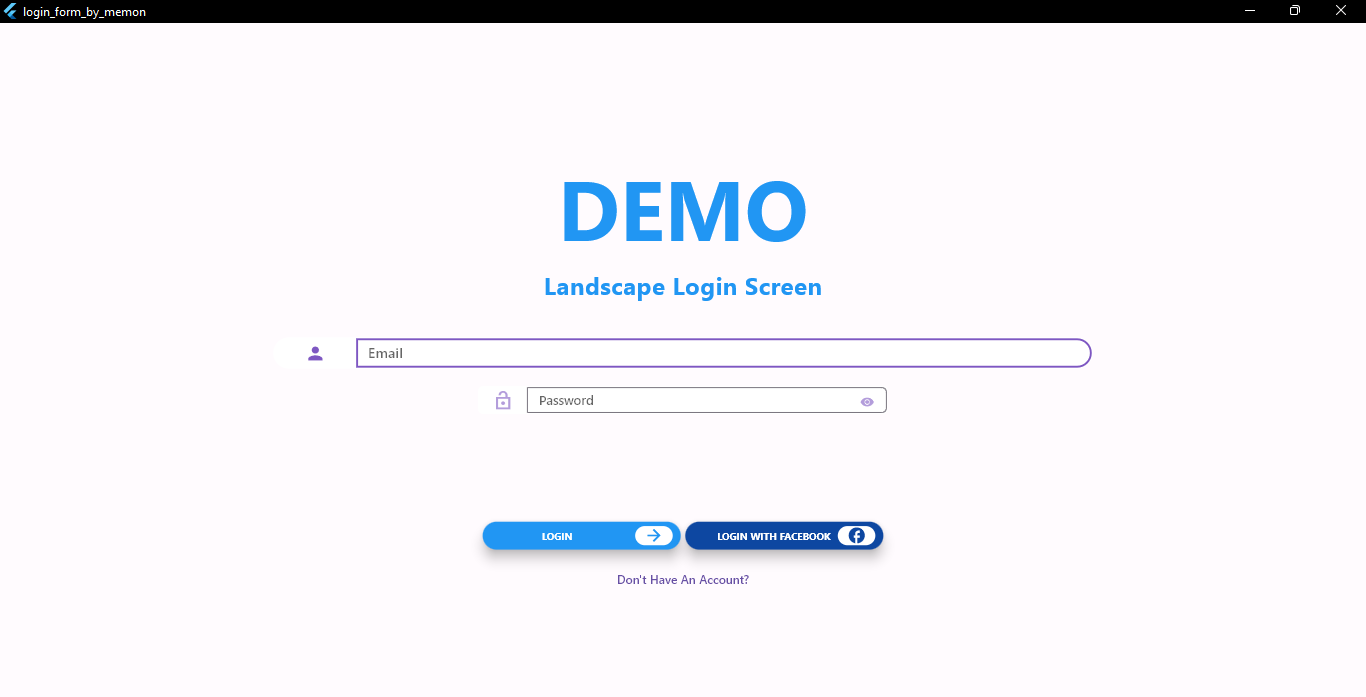 login_form_by_memon
DEMO
Landscape Login Screen
Email
Password
LOGIN
LOGIN WITH FACEBOOK
Don't Have An Account?